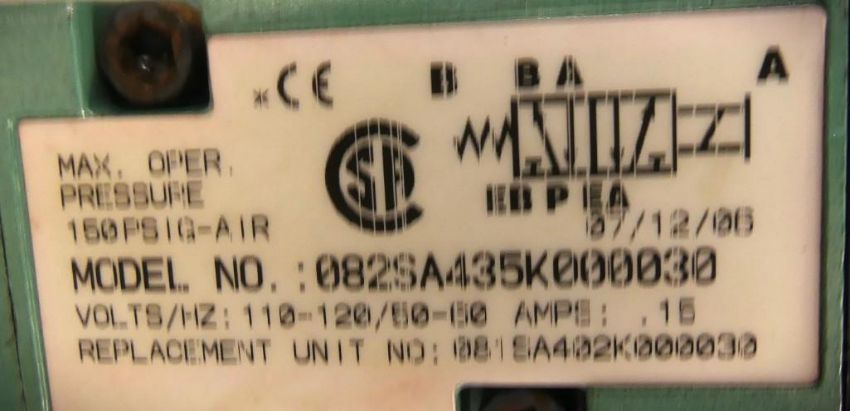 *CE B BA A
MAX. OPER.
PRESSURE
150PSIG-AIR
EB P EA
07/12/06
MODEL NO.:082SA435K000030
VOLTS/HZ: 110-120/50-60 AMPS: .15
REPLACEMENT UNIT NO: 081SA402K000030